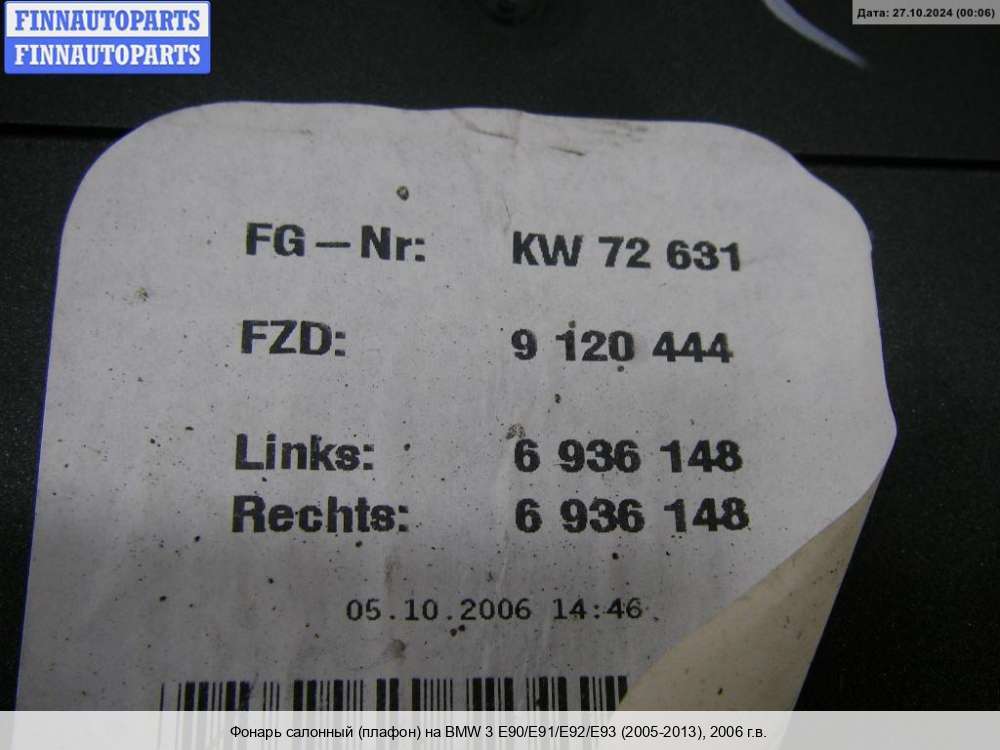 FINNAUTOPARTS
FINNAUTOPARTS
Дата: 27.10.2024 (00:06)
FG-Nr: KW 72 631
FZD: 9 120 444
Links: 6 936 148
Rechts: 6 936 148
05.10.2006 14:46
Фонарь салонный (плафон) на BMW 3 E90/E91/E92/E93 (2005-2013), 2006 г.в.